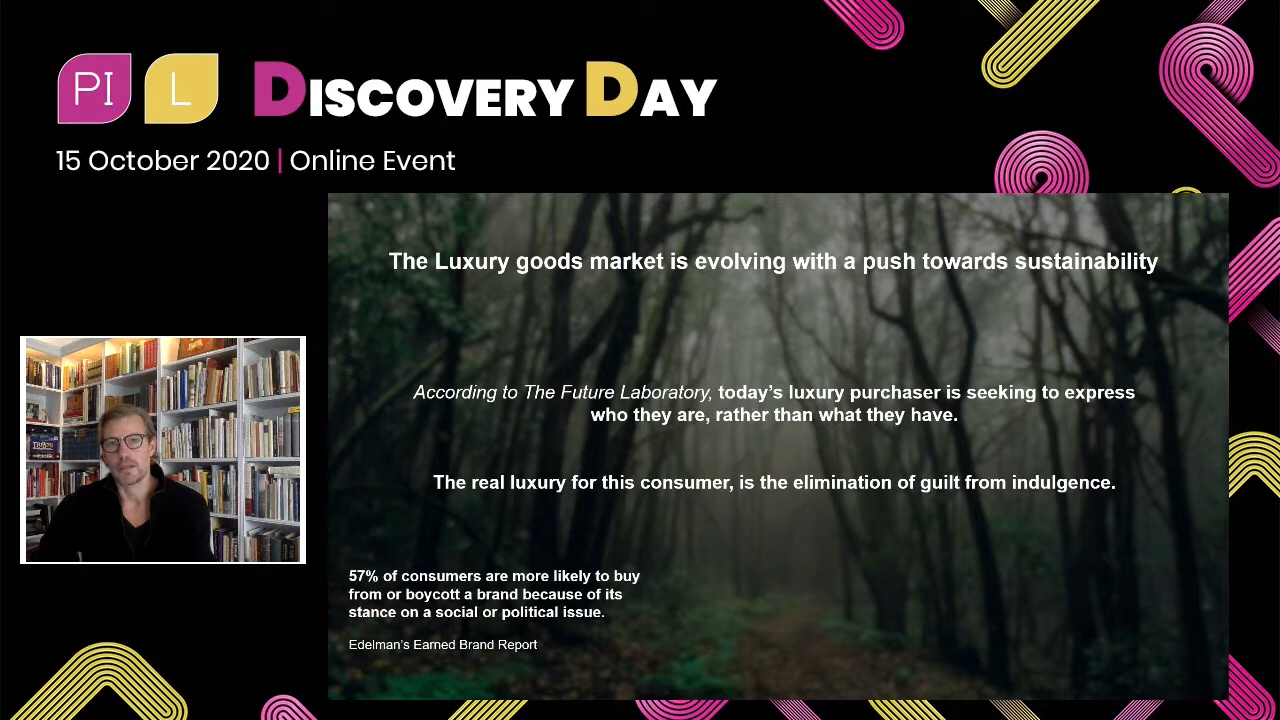 PI L DISCOVERY DAY
15 October 2020 | Online Event
The Luxury goods market is evolving with a push towards sustainability
According to The Future Laboratory, today's luxury purchaser is seeking to express
who they are, rather than what they have.
The real luxury for this consumer, is the elimination of guilt from indulgence.
57% of consumers are more likely to buy
from or boycott a brand because of its
stance on a social or political issue.
Edelman's Earned Brand Report